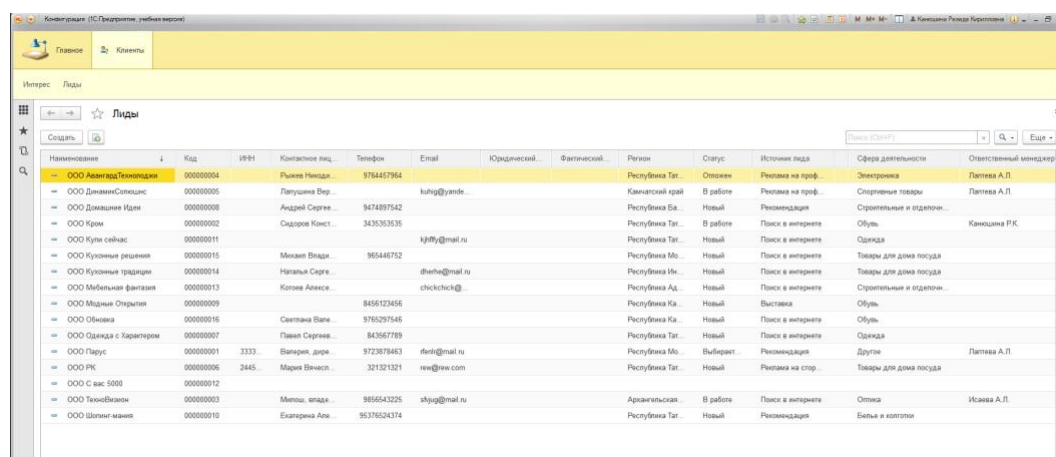 Конфигурация (1С:Предприятие, учебная версия) M M+ M- Канюшина Резеда Кирилловна
Главное Клиенты
Интерес Лиды
Лиды
Создать Поиск (Ctrl+F) Еще
Наименование Код ИНН Контактное лиц... Телефон Email Юридический... Фактический... Регион Статус Источник лида Сфера деятельности Ответственный менеджер
ООО АвангардТехнолоджи 000000004 Рыжев Никоди... 9764457964 Республика Тат... Отложен Реклама на проф... Электроника Лаптева А.Л.
ООО ДинамикСолюшнс 000000005 Лапушина Вер... kuhig@yande... Камчатский край В работе Реклама на проф... Спортивные товары Лаптева А.Л.
ООО Домашние Идеи 000000008 Андрей Сергее... 9474897542 Республика Ба... Новый Рекомендация Строительные и отделочн...
ООО Кром 000000002 Сидоров Конст... 3435353535 Республика Тат... В работе Поиск в интернете Обувь Канюшина Р.К.
ООО Купи сейчас 000000011 kjhffy@mail.ru Республика Тат... Новый Поиск в интернете Одежда
ООО Кухонные решения 000000015 Михаил Влади... 965446752 Республика Мо... Новый Поиск в интернете Товары для дома посуда
ООО Кухонные традиции 000000014 Наталья Серге... dherhe@mail.ru Республика Ин... Новый Поиск в интернете Товары для дома посуда
ООО Мебельная фантазия 000000013 Котоев Алексе... chickchick@... Республика Ад... Новый Поиск в интернете Строительные и отделочн...
ООО Модные Открытия 000000009 8456123456 Республика Ка... Новый Выставка Обувь
ООО Обновка 000000016 Светлана Вале... 9765297546 Республика Ка... Новый Поиск в интернете Обувь
ООО Одежда с Характером 000000007 Павел Сергеев... 843567789 Республика Тат... Новый Поиск в интернете Одежда
ООО Парус 000000001 3333... Валерия, дире... 9723878463 rfenlr@mail.ru Республика Мо... Выбирает... Рекомендация Другое Лаптева А.Л.
ООО РК 000000006 2445... Мария Вячесл... 321321321 rew@rew.com Республика Тат... Новый Реклама на стор... Товары для дома посуда
ООО С вас 5000 000000012
ООО ТехноВизион 000000003 Милош, владе... 9856543225 sfvjug@mail.ru Архангельская... В работе Поиск в интернете Оптика Исаева А.Л.
ООО Шопинг-мания 000000010 Екатерина Але... 95376524374 Республика Тат... Новый Рекомендация Белье и колготки